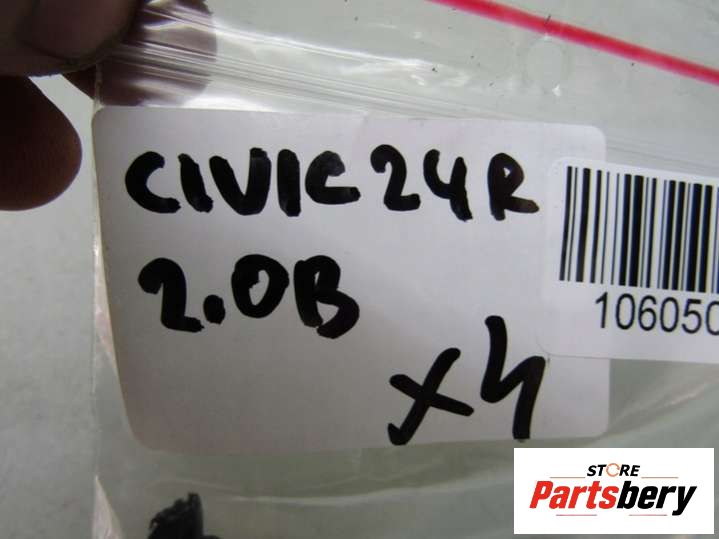 CIVIC 24R
2.0B
x4
106050
STORE
Partsbery